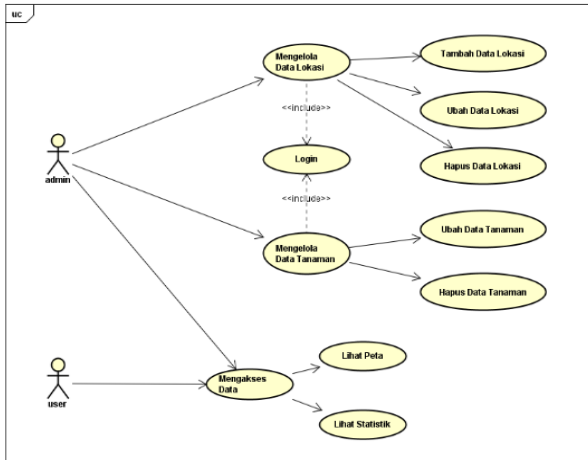 uc
Mengelola
Data Lokasi
Tambah Data Lokasi
Ubah Data Lokasi
<<include>>
Login
Hapus Data Lokasi
admin
<<include>>
Mengelola
Data Tanaman
Ubah Data Tanaman
Hapus Data Tanaman
Lihat Peta
Mengakses
Data
user
Lihat Statistik